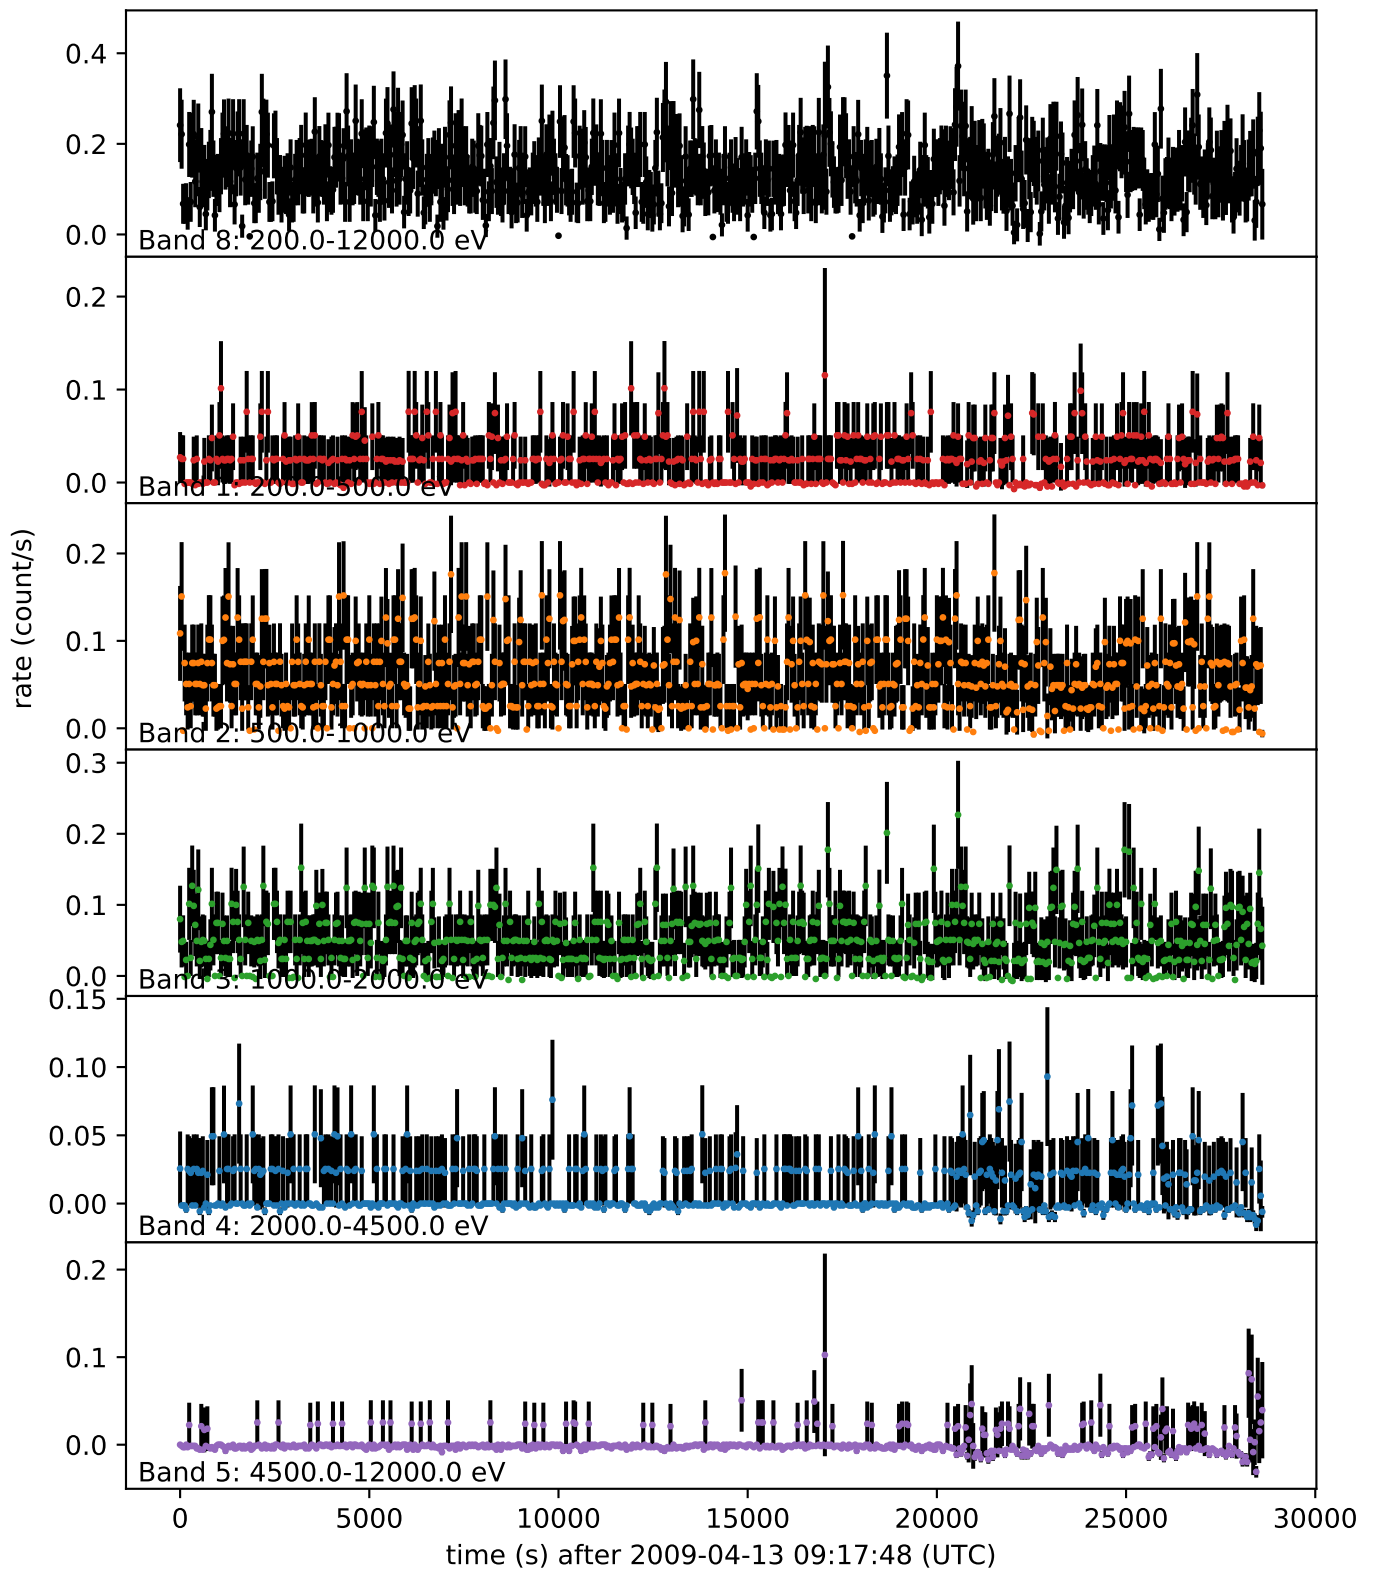 0.4
0.2
0.0
Band 8: 200.0-12000.0 eV
0.2
0.1
0.0
Band 1: 200.0-500.0 eV
0.2
0.1
0.0
Band 2: 500.0-1000.0 eV
rate (count/s)
0.3
0.2
0.1
0.0
Band 3: 1000.0-2000.0 eV
0.15
0.10
0.05
0.00
Band 4: 2000.0-4500.0 eV
0.2
0.1
0.0
Band 5: 4500.0-12000.0 eV
0 5000 10000 15000 20000 25000 30000
time (s) after 2009-04-13 09:17:48 (UTC)